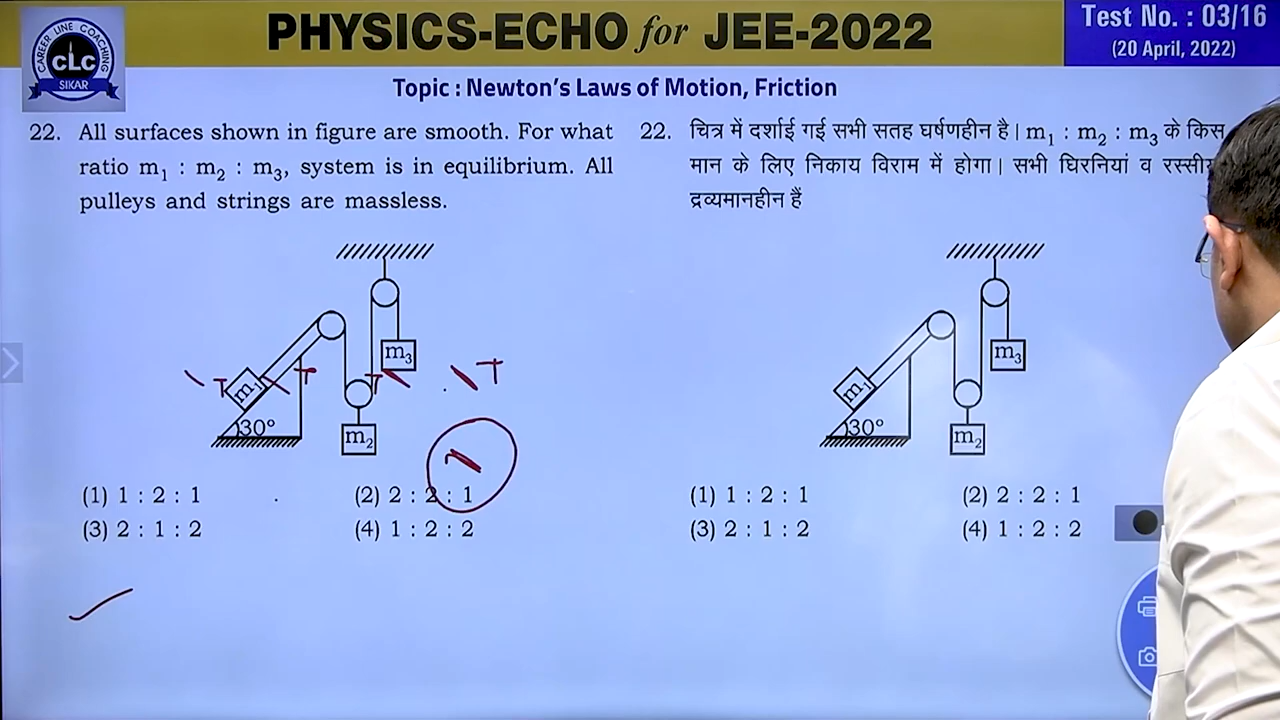 PHYSICS-ECHO for JEE-2022
Test No. : 03/16
(20 April, 2022)
CAREER LINE COACHING
CLC
SIKAR
Topic : Newton's Laws of Motion, Friction
22. All surfaces shown in figure are smooth. For what
ratio m₁ : m₂ : m₃, system is in equilibrium. All
pulleys and strings are massless.
m₁
30°
m₂
m₃
T
T
T
T
(1) 1 : 2 : 1
(2) 2 : 2 : 1
(3) 2 : 1 : 2
(4) 1 : 2 : 2
22. चित्र में दर्शाई गई सभी सतह घर्षणहीन है। m₁ : m₂ : m₃ के किस
मान के लिए निकाय विराम में होगा। सभी घिरनियां व
द्रव्यमानहीन हैं
m₁
30°
m₂
m₃
(1) 1 : 2 : 1
(2) 2 : 2 : 1
(3) 2 : 1 : 2
(4) 1 : 2 : 2